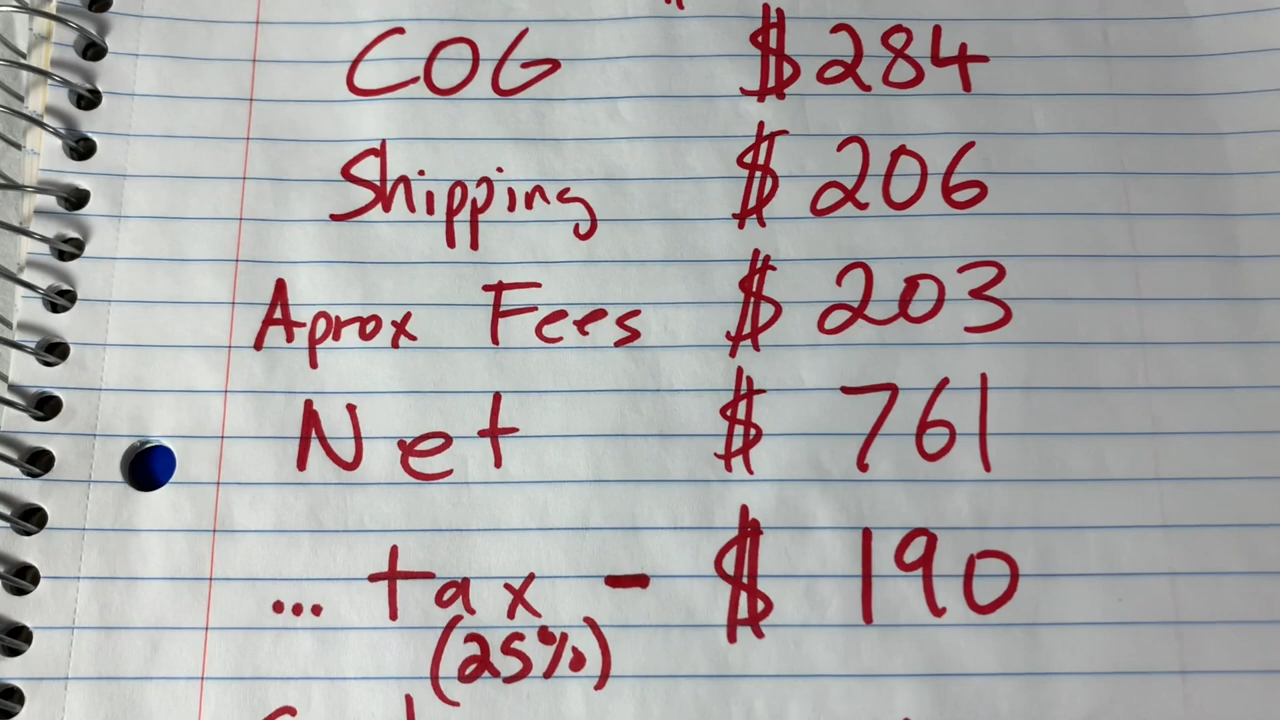 COG $284
Shipping $206
Aprox Fees $203
Net $761
... tax - $190
(25%)